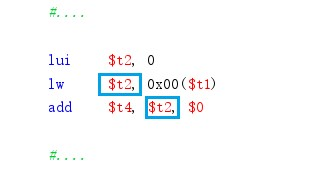 #....
lui $t2, 0
lw $t2, 0x00($t1)
add $t4, $t2, $0
#....